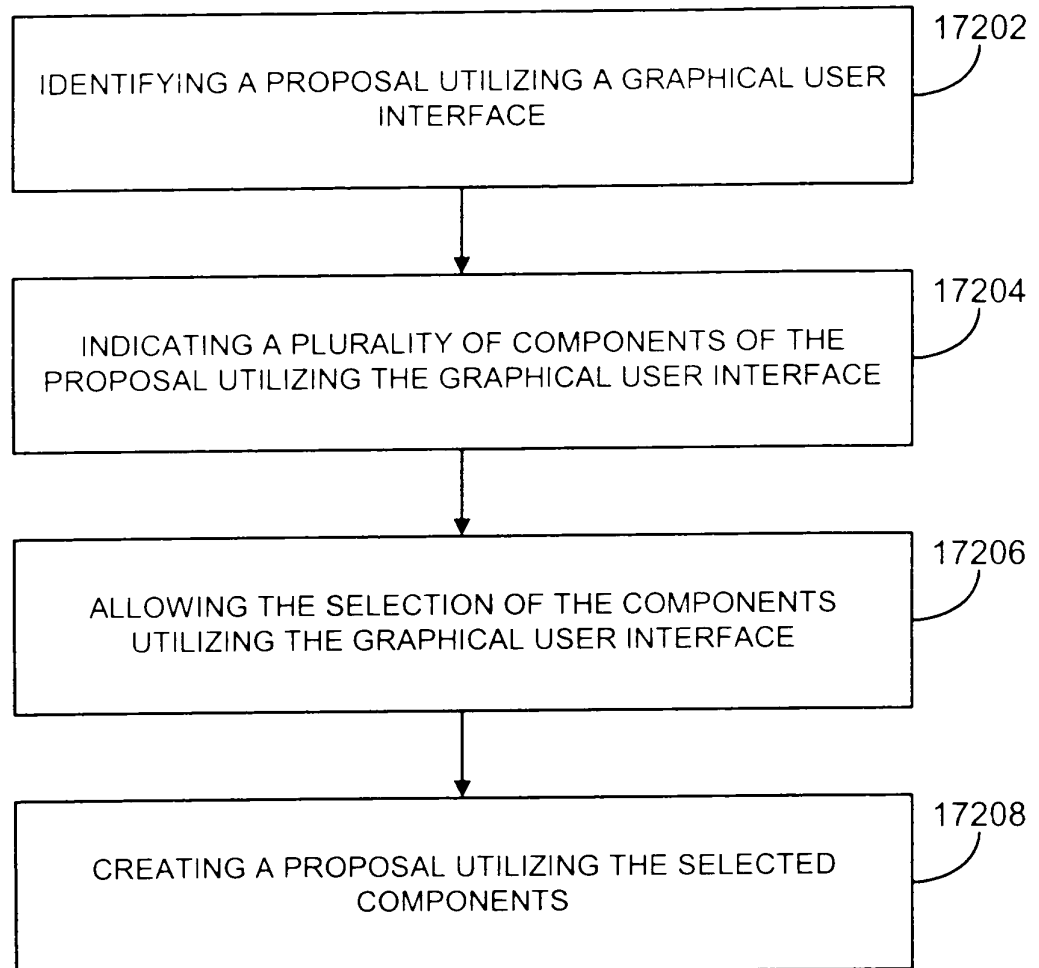 17202
IDENTIFYING A PROPOSAL UTILIZING A GRAPHICAL USER
INTERFACE
17204
INDICATING A PLURALITY OF COMPONENTS OF THE
PROPOSAL UTILIZING THE GRAPHICAL USER INTERFACE
17206
ALLOWING THE SELECTION OF THE COMPONENTS
UTILIZING THE GRAPHICAL USER INTERFACE
17208
CREATING A PROPOSAL UTILIZING THE SELECTED
COMPONENTS